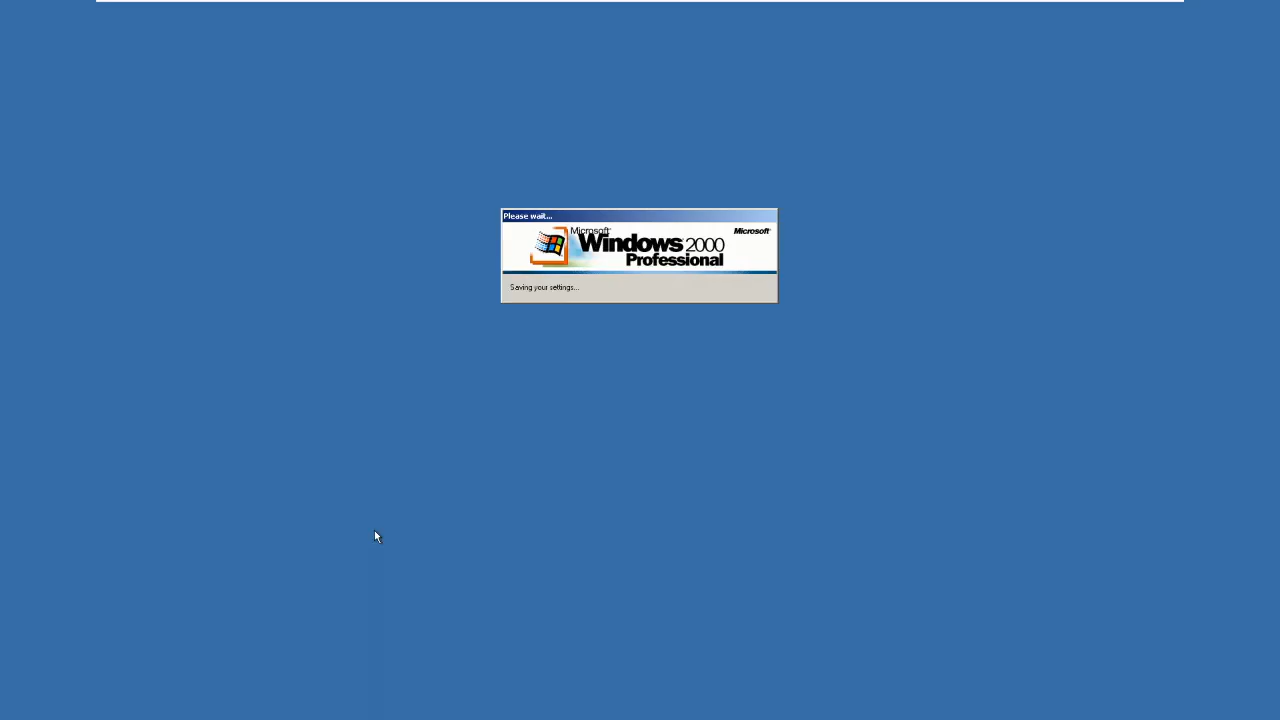 Please wait...
Microsoft®
Microsoft®
Windows 2000
Professional
Saving your settings...